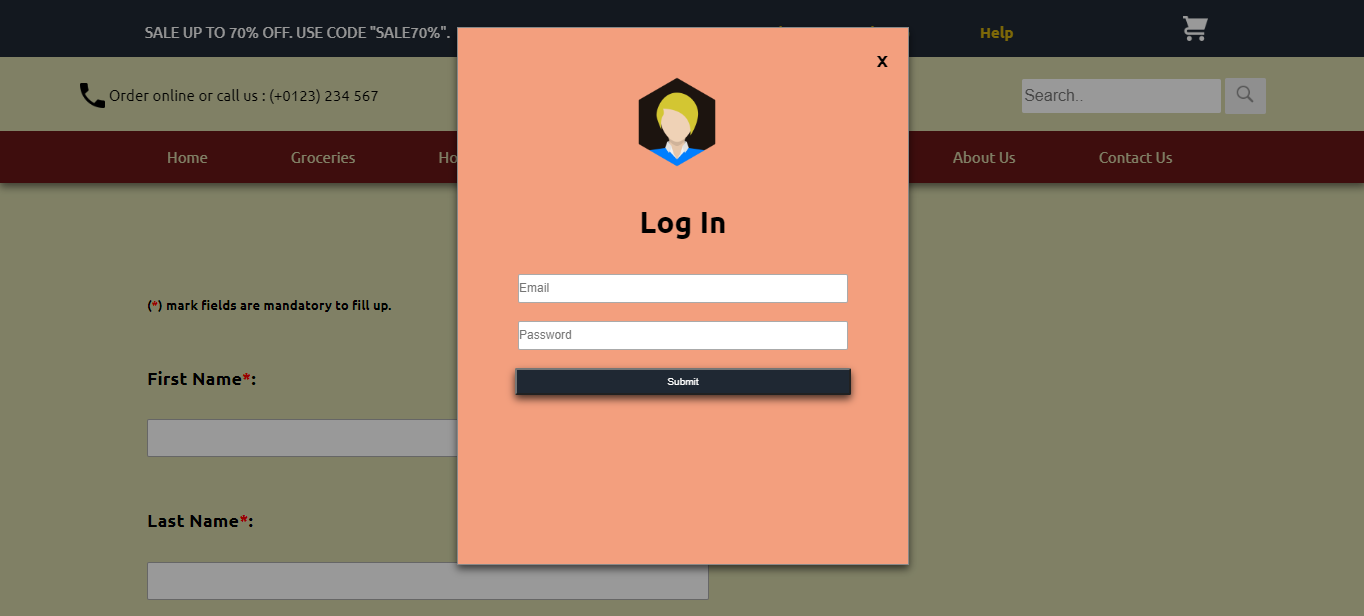 SALE UP TO 70% OFF. USE CODE "SALE70%".
Help
X
Order online or call us : (+0123) 234 567
Search..
Home
Groceries
About Us
Contact Us
Log In
(*) mark fields are mandatory to fill up.
Email
Password
First Name*:
Submit
Last Name*: